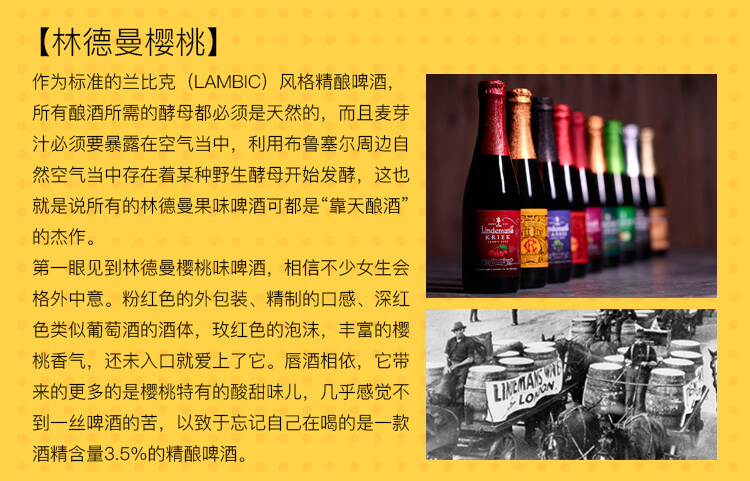 【林德曼樱桃】
作为标准的兰比克（LAMBIC）风格精酿啤酒，
所有酿酒所需的酵母都必须是天然的，而且麦芽
汁必须要暴露在空气当中，利用布鲁塞尔周边自
然空气当中存在着某种野生酵母开始发酵，这也
就是说所有的林德曼果味啤酒可都是“靠天酿酒”
的杰作。
第一眼见到林德曼樱桃味啤酒，相信不少女生会
格外中意。粉红色的外包装、精制的口感、深红
色类似葡萄酒的酒体，玫红色的泡沫，丰富的樱
桃香气，还未入口就爱上了它。唇酒相依，它带
来的更多的是樱桃特有的酸甜味儿，几乎感觉不
到一丝啤酒的苦，以致于忘记自己在喝的是一款
酒精含量3.5%的精酿啤酒。
Lindemans
KRIEK
LINDEMANS
LONDON